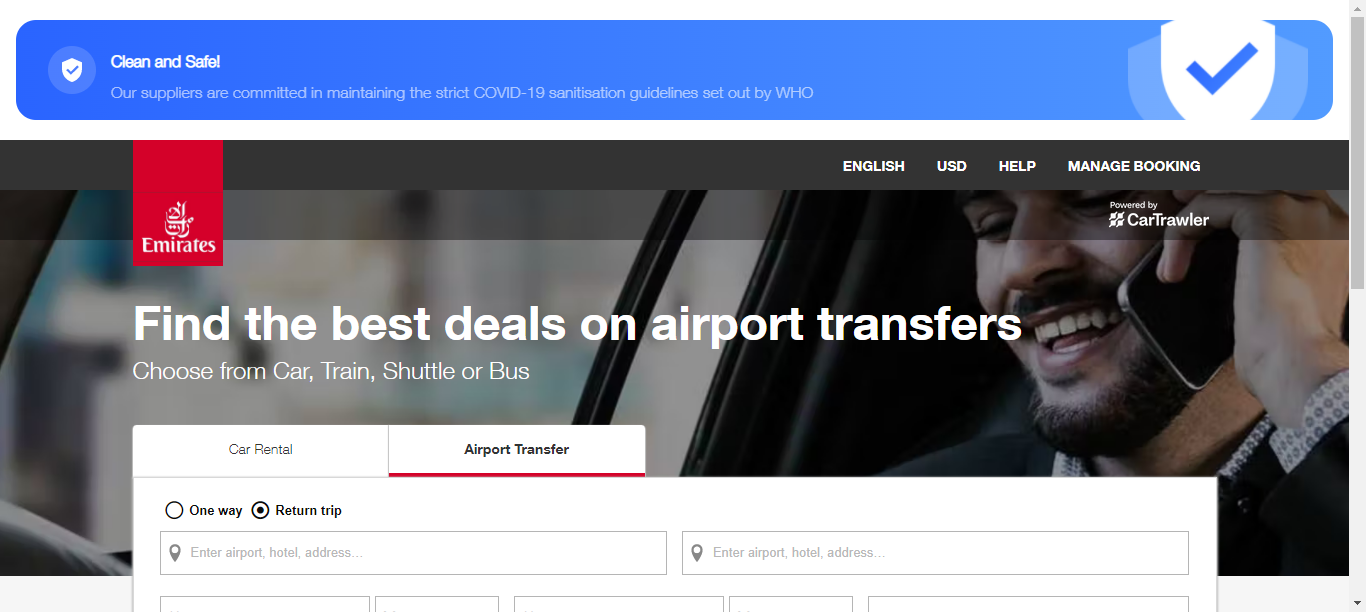 Clean and Safe!
Our suppliers are committed in maintaining the strict COVID-19 sanitisation guidelines set out by WHO
ENGLISH USD HELP MANAGE BOOKING
Powered by
CarTrawler
Emirates
Find the best deals on airport transfers
Choose from Car, Train, Shuttle or Bus
Car Rental Airport Transfer
One way Return trip
Enter airport, hotel, address... Enter airport, hotel, address...